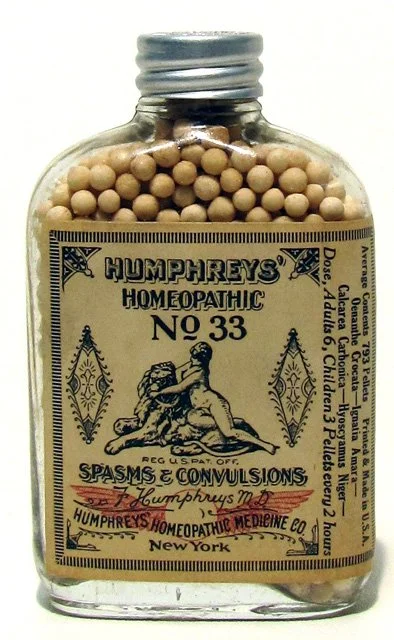 HUMPHREYS'
HOMEOPATHIC
No 33
REG U.S. PAT. OFF.
SPASMS & CONVULSIONS
F. Humphreys M.D
HUMPHREYS' HOMEOPATHIC MEDICINE CO.
New York
Average Contents 793 Pellets Printed & Made in U.S.A.
Oenanthe Crocata—Ignatia Amara—
Calcarea Carbonica—Hyoscyamus Niger—
Dose, Adults 6, Children 3 Pellets every 2 hours